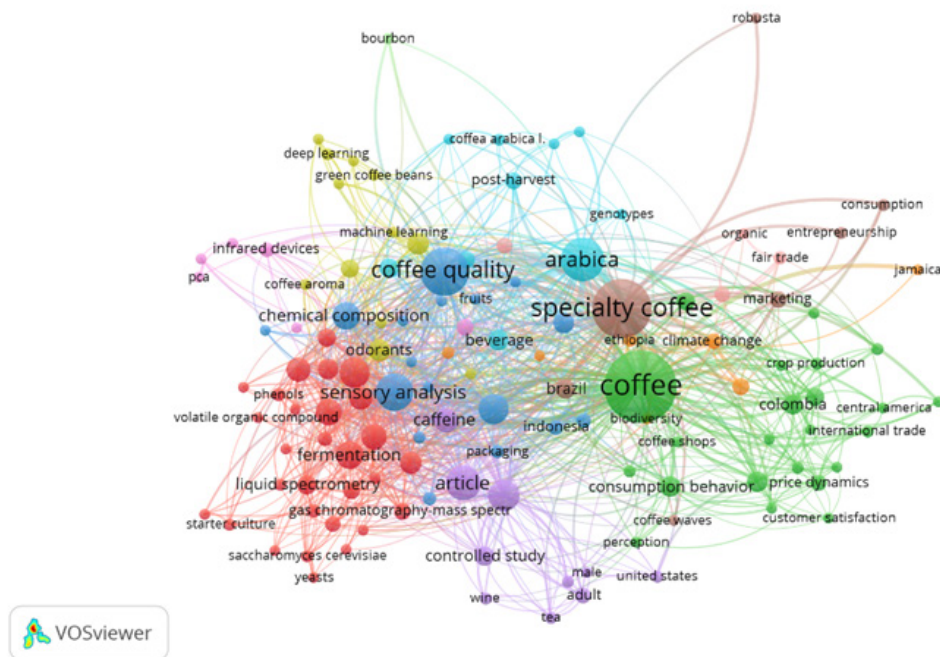 robusta
bourbon
coffea arabica l.
deep learning
green coffee beans
post-harvest
consumption
genotypes
machine learning
organic
entrepreneurship
infrared devices
arabica
fair trade
pca
coffee quality
jamaica
coffee aroma
fruits
marketing
specialty coffee
chemical composition
beverage
ethiopia
climate change
odorants
crop production
phenols
sensory analysis
brazil
coffee
colombia
central america
volatile organic compound
caffeine
indonesia
biodiversity
international trade
coffee shops
fermentation
packaging
liquid spectrometry
article
consumption behavior
price dynamics
gas chromatography-mass spectr
starter culture
coffee waves
customer satisfaction
perception
saccharomyces cerevisiae
controlled study
yeasts
male
united states
wine
adult
tea
VOSviewer